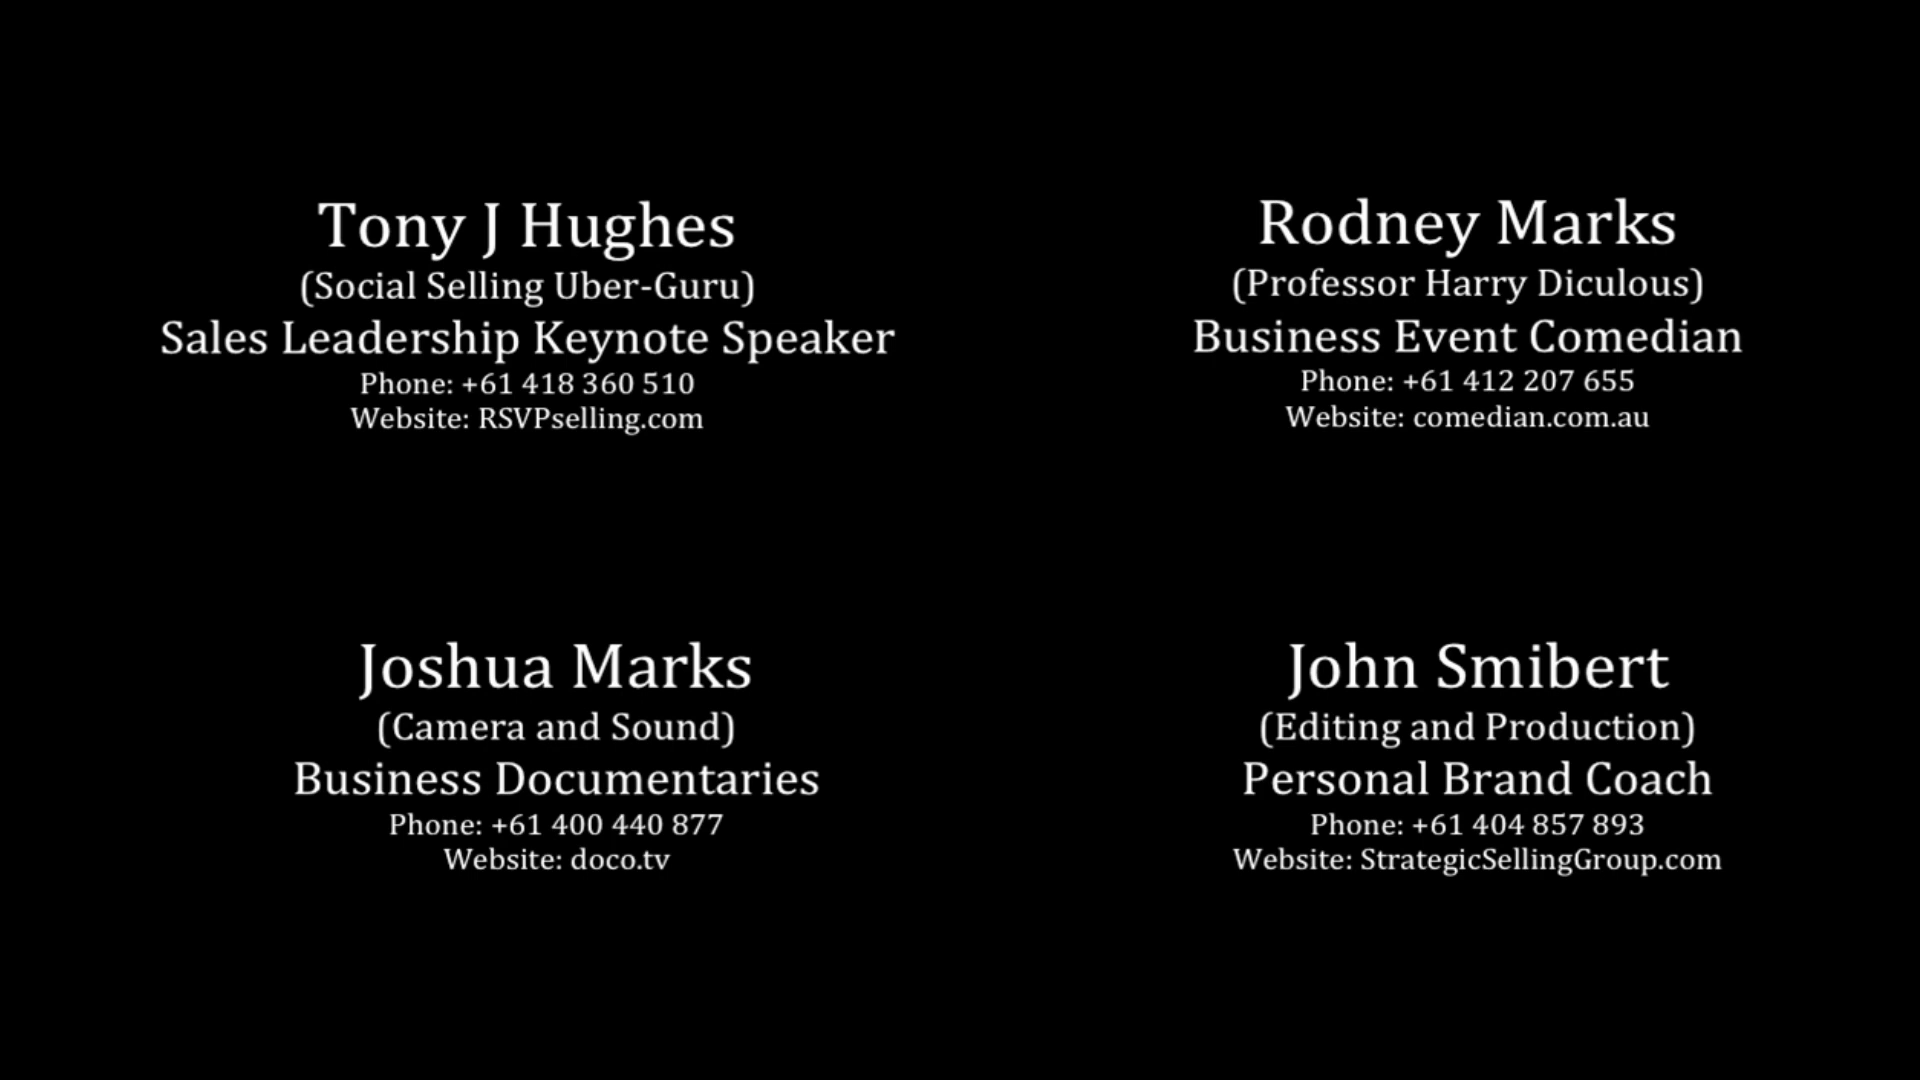 Tony J Hughes
(Social Selling Uber-Guru)
Sales Leadership Keynote Speaker
Phone: +61 418 360 510
Website: RSVPselling.com
Rodney Marks
(Professor Harry Diculous)
Business Event Comedian
Phone: +61 412 207 655
Website: comedian.com.au
Joshua Marks
(Camera and Sound)
Business Documentaries
Phone: +61 400 440 877
Website: doco.tv
John Smibert
(Editing and Production)
Personal Brand Coach
Phone: +61 404 857 893
Website: StrategicSellingGroup.com